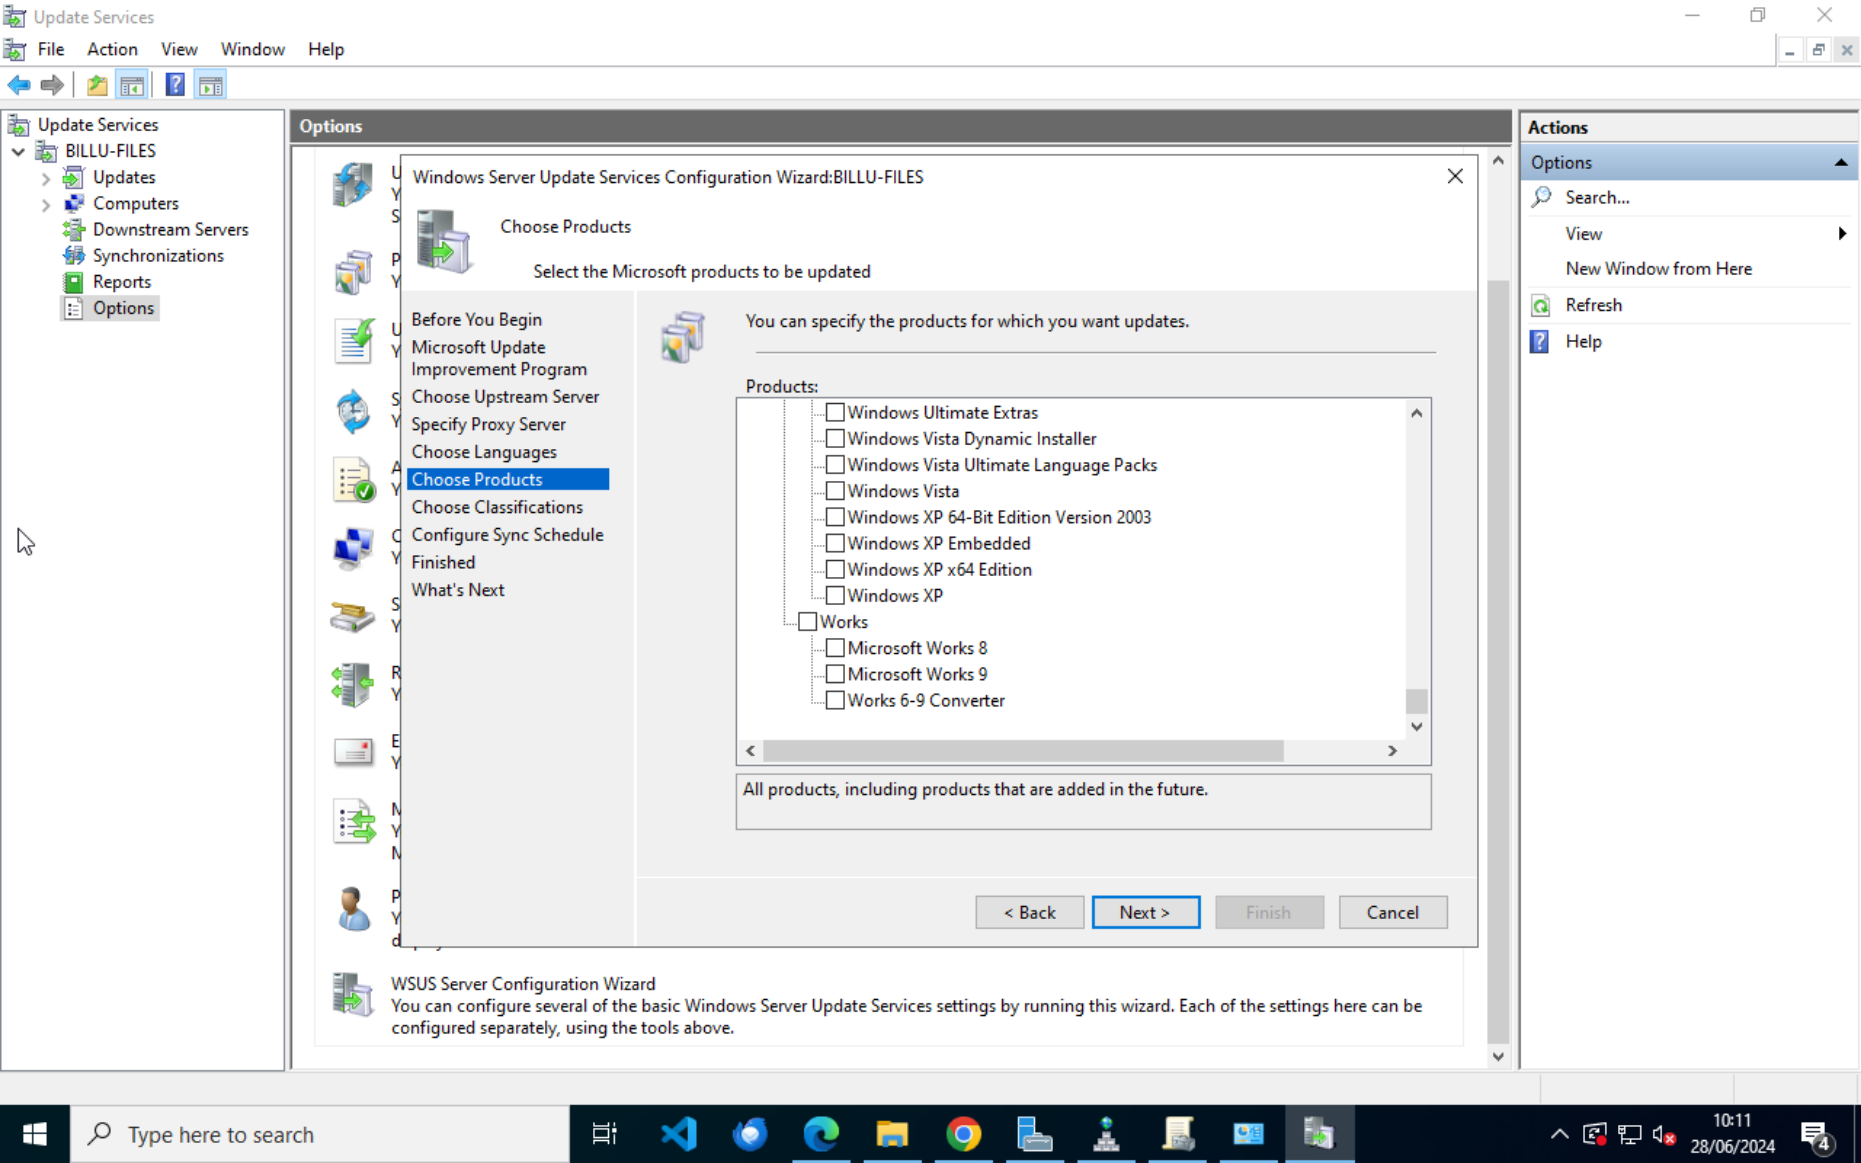 Update Services
File Action View Window Help
Update Services
BILLU-FILES
Updates
Computers
Downstream Servers
Synchronizations
Reports
Options
Options
Windows Server Update Services Configuration Wizard:BILLU-FILES
Choose Products
Select the Microsoft products to be updated
Before You Begin
Microsoft Update
Improvement Program
Choose Upstream Server
Specify Proxy Server
Choose Languages
Choose Products
Choose Classifications
Configure Sync Schedule
Finished
What's Next
You can specify the products for which you want updates.
Products:
Windows Ultimate Extras
Windows Vista Dynamic Installer
Windows Vista Ultimate Language Packs
Windows Vista
Windows XP 64-Bit Edition Version 2003
Windows XP Embedded
Windows XP x64 Edition
Windows XP
Works
Microsoft Works 8
Microsoft Works 9
Works 6-9 Converter
All products, including products that are added in the future.
< Back Next > Finish Cancel
WSUS Server Configuration Wizard
You can configure several of the basic Windows Server Update Services settings by running this wizard. Each of the settings here can be
configured separately, using the tools above.
Actions
Options
Search...
View
New Window from Here
Refresh
Help
Type here to search
10:11
28/06/2024
4